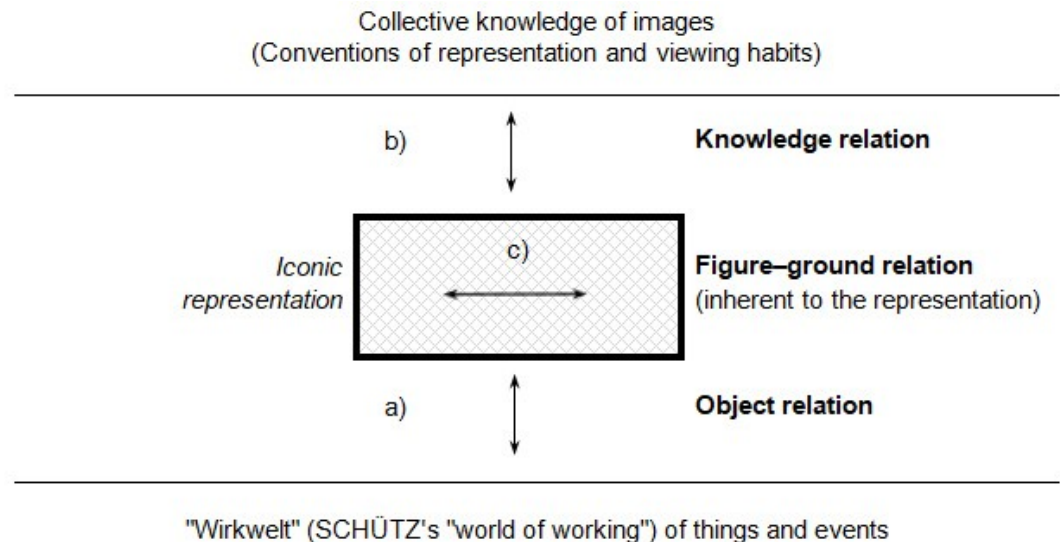 Collective knowledge of images
(Conventions of representation and viewing habits)
b)
Knowledge relation
c)
Iconic
representation
Figure–ground relation
(inherent to the representation)
a)
Object relation
"Wirkwelt" (SCHÜTZ's "world of working") of things and events